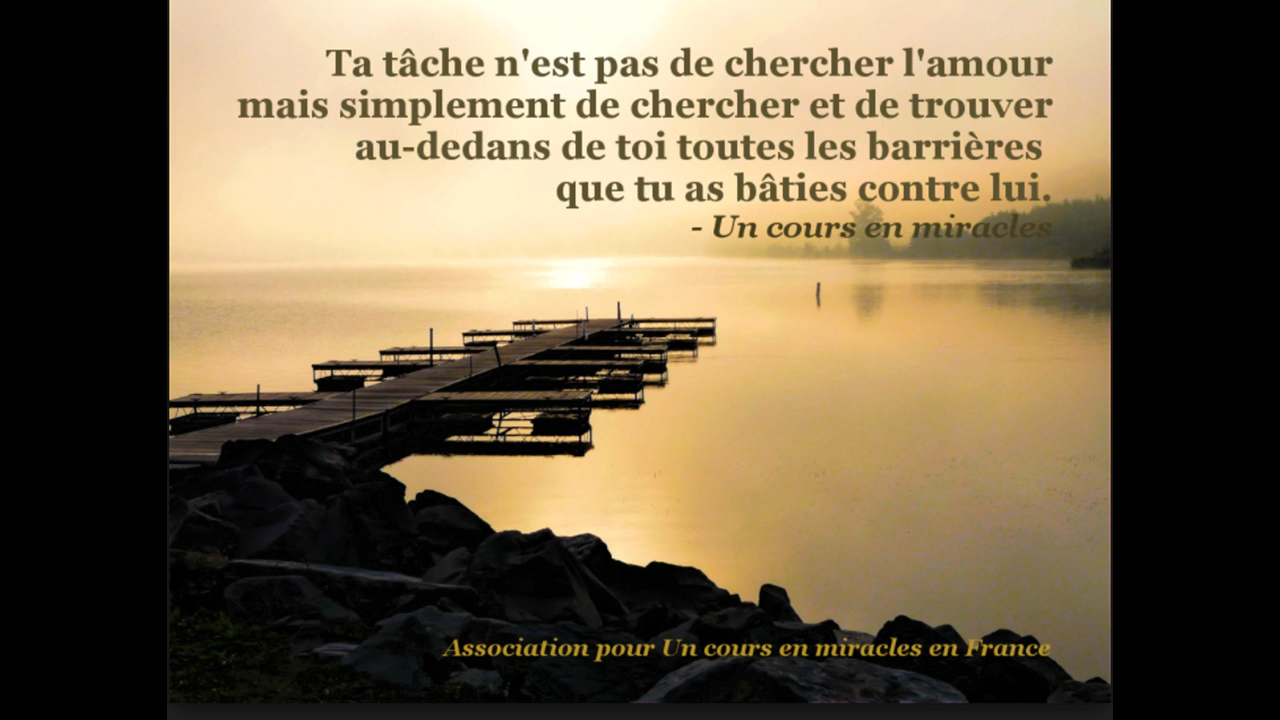 Ta tâche n'est pas de chercher l'amour
mais simplement de chercher et de trouver
au-dedans de toi toutes les barrières
que tu as bâties contre lui.
- Un cours en miracles
Association pour Un cours en miracles en France